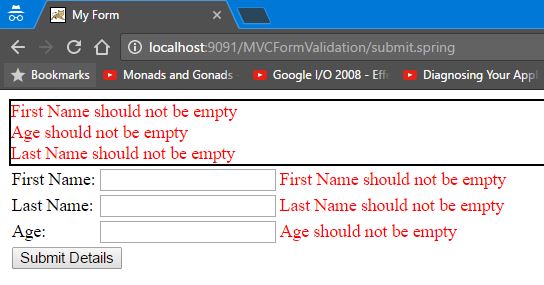 My Form
localhost:9091/MVCFormValidation/submit.spring
Bookmarks Monads and Gonads Google I/O 2008 - Effe Diagnosing Your Appl
First Name should not be empty
Age should not be empty
Last Name should not be empty
First Name: First Name should not be empty
Last Name: Last Name should not be empty
Age: Age should not be empty
Submit Details